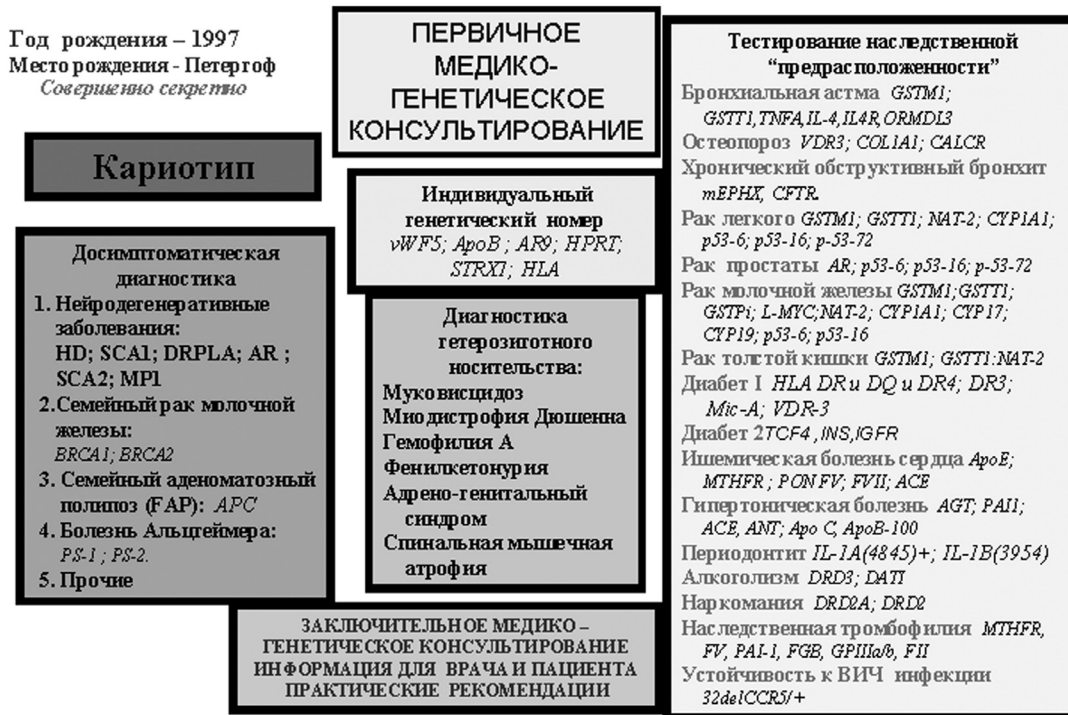 Год рождения – 1997
Место рождения - Петергоф
Совершенно секретно
Кариотип
Досимптоматическая
диагностика
1. Нейродегенеративные
заболевания:
HD; SCA1; DRPLA; AR ;
SCA2; MP1
2.Семейный рак молочной
железы:
BRCA1; BRCA2
3. Семейный аденоматозный
полипоз (FAP): APC
4. Болезнь Альцгеймера:
PS-1 ; PS-2.
5. Прочие
ПЕРВИЧНОЕ
МЕДИКО-
ГЕНЕТИЧЕСКОЕ
КОНСУЛЬТИРОВАНИЕ
Индивидуальный
генетический номер
vWF5; ApoB ; AR9; HPRT;
STRX1; HLA
Диагностика
гетерозиготного
носительства:
Муковисцидоз
Миодистрофия Дюшенна
Гемофилия А
Фенилкетонурия
Адрено-генитальный
синдром
Спинальная мышечная
атрофия
ЗАКЛЮЧИТЕЛЬНОЕ МЕДИКО –
ГЕНЕТИЧЕСКОЕ КОНСУЛЬТИРОВАНИЕ
ИНФОРМАЦИЯ ДЛЯ ВРАЧА И ПАЦИЕНТА
ПРАКТИЧЕСКИЕ РЕКОМЕНДАЦИИ
Тестирование наследственной
“предрасположенности”
Бронхиальная астма GSTM1;
GSTT1,TNFA,IL-4,IL4R,ORMDL3
Остеопороз VDR3; COL1A1; CALCR
Хронический обструктивный бронхит
mEPHX, CFTR.
Рак легкого GSTM1; GSTT1; NAT-2; CYP1A1;
p53-6; p53-16; p-53-72
Рак простаты AR; p53-6; p53-16; p-53-72
Рак молочной железы GSTM1;GSTT1;
GSTPi; L-MYC;NAT-2; CYP1A1; CYP17;
CYP19; p53-6; p53-16
Рак толстой кишки GSTM1; GSTT1:NAT-2
Диабет I HLA DR и DQ и DR4; DR3;
Mic-A; VDR-3
Диабет 2TCF4 ,INS,IGFR
Ишемическая болезнь сердца ApoE;
MTHFR ; PON FV; FVII; ACE
Гипертоническая болезнь AGT; PAI1;
ACE, ANT; Apo C, ApoB-100
Периодонтит IL-1A(4845)+; IL-1B(3954)
Алкоголизм DRD3; DAT1
Наркомания DRD2A; DRD2
Наследственная тромбофилия MTHFR,
FV, PAI-1, FGB, GPIIIa/b, FII
Устойчивость к ВИЧ инфекции
32delCCR5/+